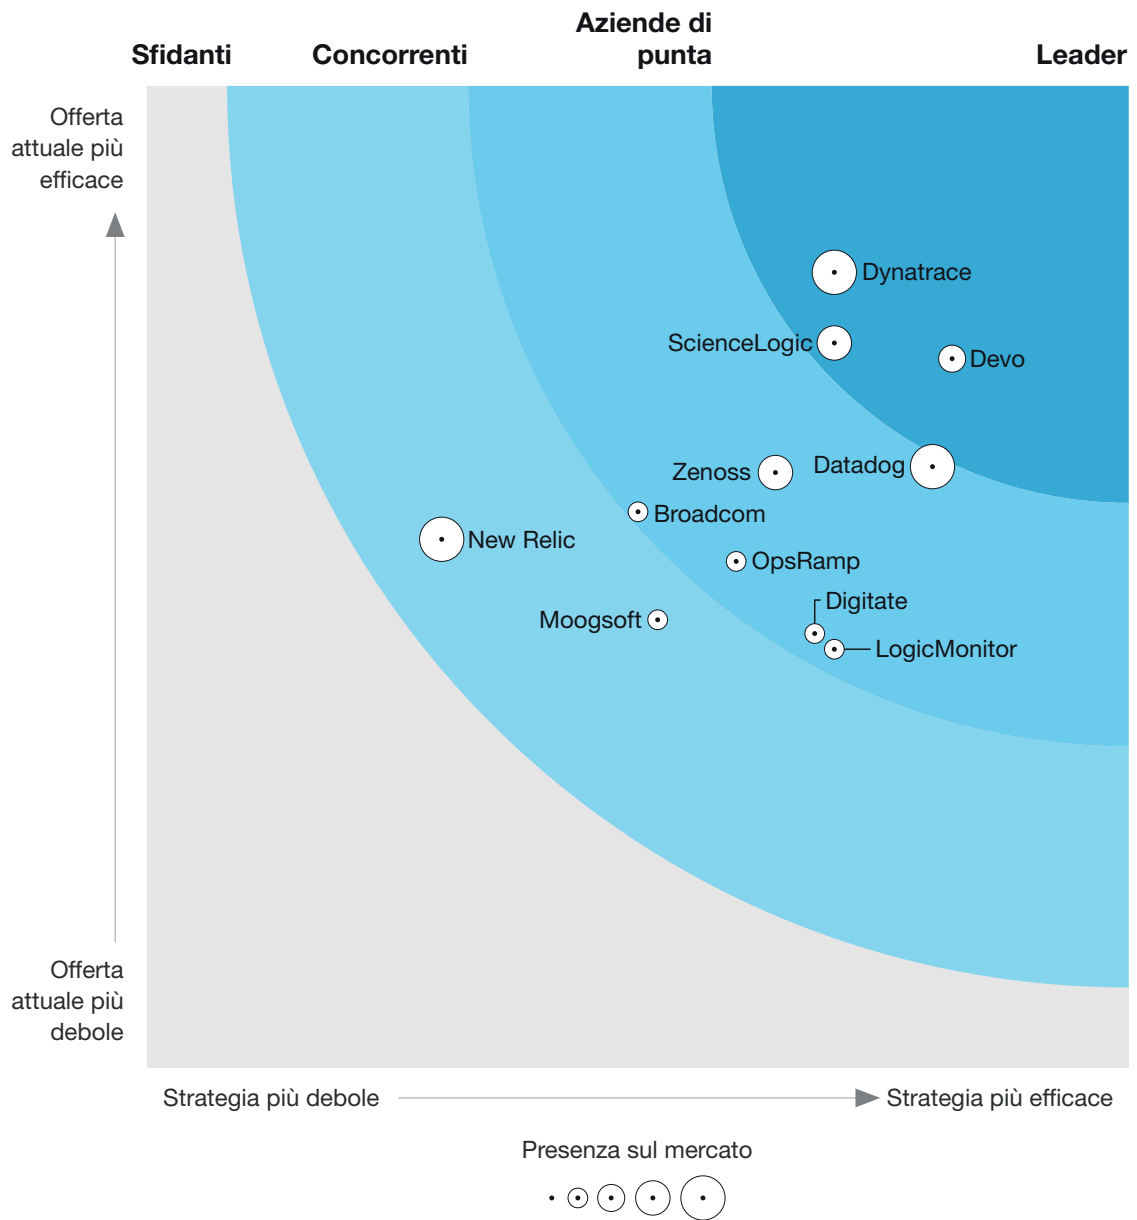 Sfidanti
Concorrenti
Aziende di
punta
Leader
Offerta
attuale più
efficace
Dynatrace
ScienceLogic
Devo
Zenoss
Datadog
Broadcom
New Relic
OpsRamp
Digitate
Moogsoft
LogicMonitor
Offerta
attuale più
debole
Strategia più debole
Strategia più efficace
Presenza sul mercato